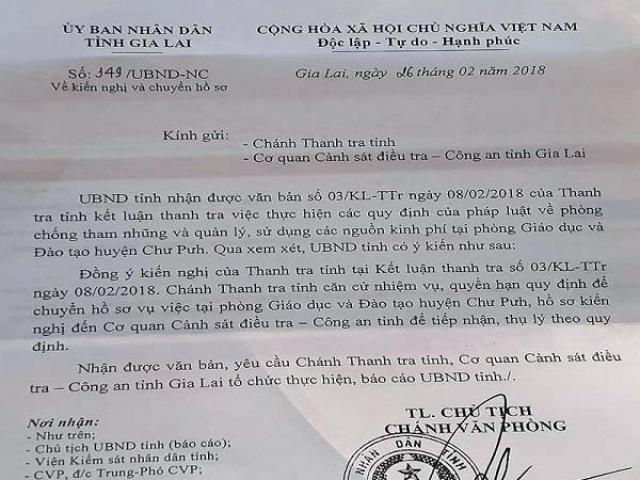 ỦY BAN NHÂN DÂN
TỈNH GIA LAI
CỘNG HÒA XÃ HỘI CHỦ NGHĨA VIỆT NAM
Độc lập - Tự do - Hạnh phúc
Số: 349/UBND-NC
Về kiến nghị và chuyển hồ sơ
Gia Lai, ngày 26 tháng 02 năm 2018
Kính gửi:
- Chánh Thanh tra tỉnh
- Cơ quan Cảnh sát điều tra – Công an tỉnh Gia Lai
UBND tỉnh nhận được văn bản số 03/KL-TTr ngày 08/02/2018 của Thanh
tra tỉnh kết luận thanh tra việc thực hiện các quy định của pháp luật về phòng
chống tham nhũng và quản lý, sử dụng các nguồn kinh phí tại phòng Giáo dục và
Đào tạo huyện Chư Pưh. Qua xem xét, UBND tỉnh có ý kiến như sau:
Đồng ý kiến nghị của Thanh tra tỉnh tại Kết luận thanh tra số 03/KL-TTr
ngày 08/02/2018. Chánh Thanh tra tỉnh căn cứ nhiệm vụ, quyền hạn quy định để
chuyển hồ sơ vụ việc tại phòng Giáo dục và Đào tạo huyện Chư Pưh, hồ sơ kiến
nghị đến Cơ quan Cảnh sát điều tra – Công an tỉnh để tiếp nhận, thụ lý theo quy
định.
Nhận được văn bản, yêu cầu Chánh Thanh tra tỉnh, Cơ quan Cảnh sát điều
tra – Công an tỉnh Gia Lai tổ chức thực hiện, báo cáo UBND tỉnh./.
Nơi nhận:
- Như trên;
- Chủ tịch UBND tỉnh (báo cáo);
- Viện Kiểm sát nhân dân tỉnh;
- CVP, đ/c Trung-Phó CVP;
TL. CHỦ TỊCH
CHÁNH VĂN PHÒNG
NHÂN DÂN TỈNH